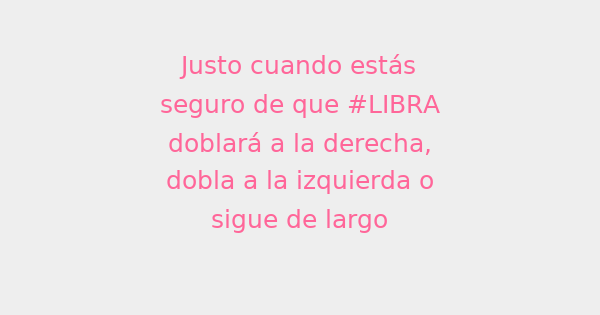 Justo cuando estás
seguro de que #LIBRA
doblará a la derecha,
dobla a la izquierda o
sigue de largo